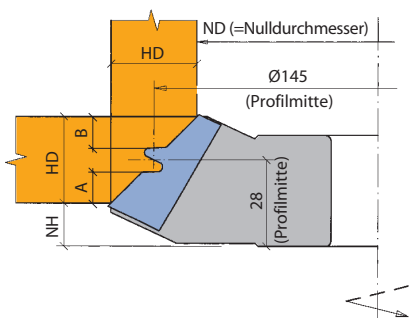 ND (=Nulldurchmesser)
HD
Ø145
(Profilmitte)
B
HD
A
28
(Profilmitte)
NH